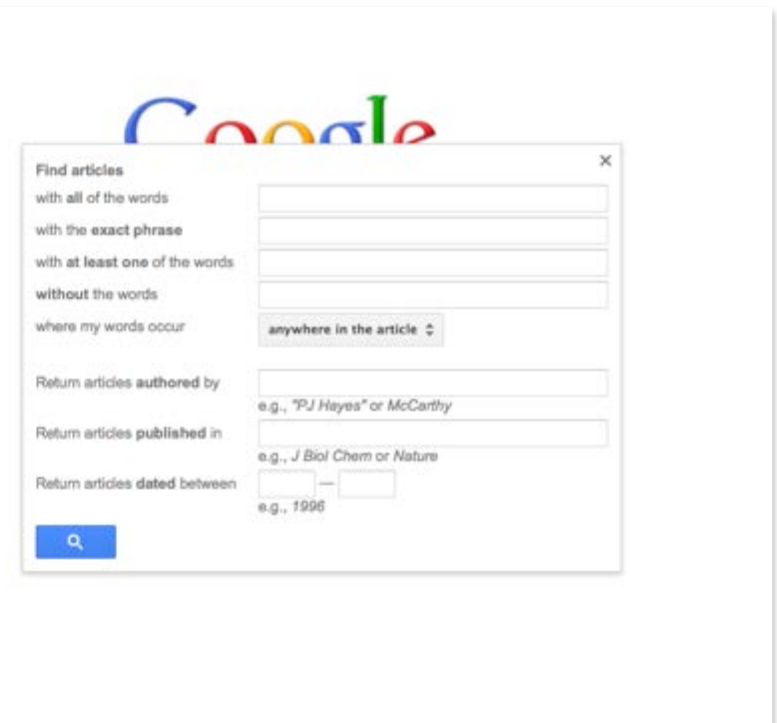 Google
Find articles
with all of the words
with the exact phrase
with at least one of the words
without the words
where my words occur
anywhere in the article
Return articles authored by
e.g., "PJ Hayes" or McCarthy
Return articles published in
e.g., J Biol Chem or Nature
Return articles dated between
—
e.g., 1996